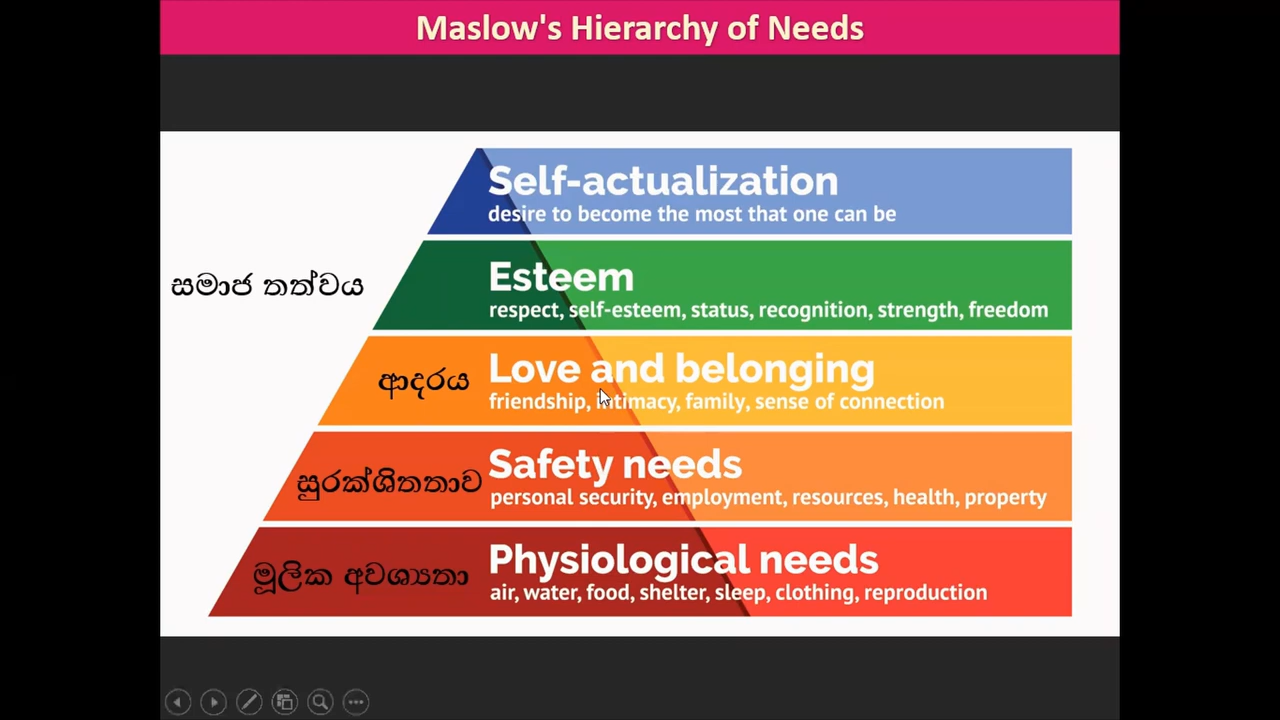 Maslow's Hierarchy of Needs
Self-actualization
desire to become the most that one can be
සමාජ තත්වය
Esteem
respect, self-esteem, status, recognition, strength, freedom
ආදරය
Love and belonging
friendship, intimacy, family, sense of connection
සුරක්ශිතතාව
Safety needs
personal security, employment, resources, health, property
මූලික අවශ්‍යතා
Physiological needs
air, water, food, shelter, sleep, clothing, reproduction